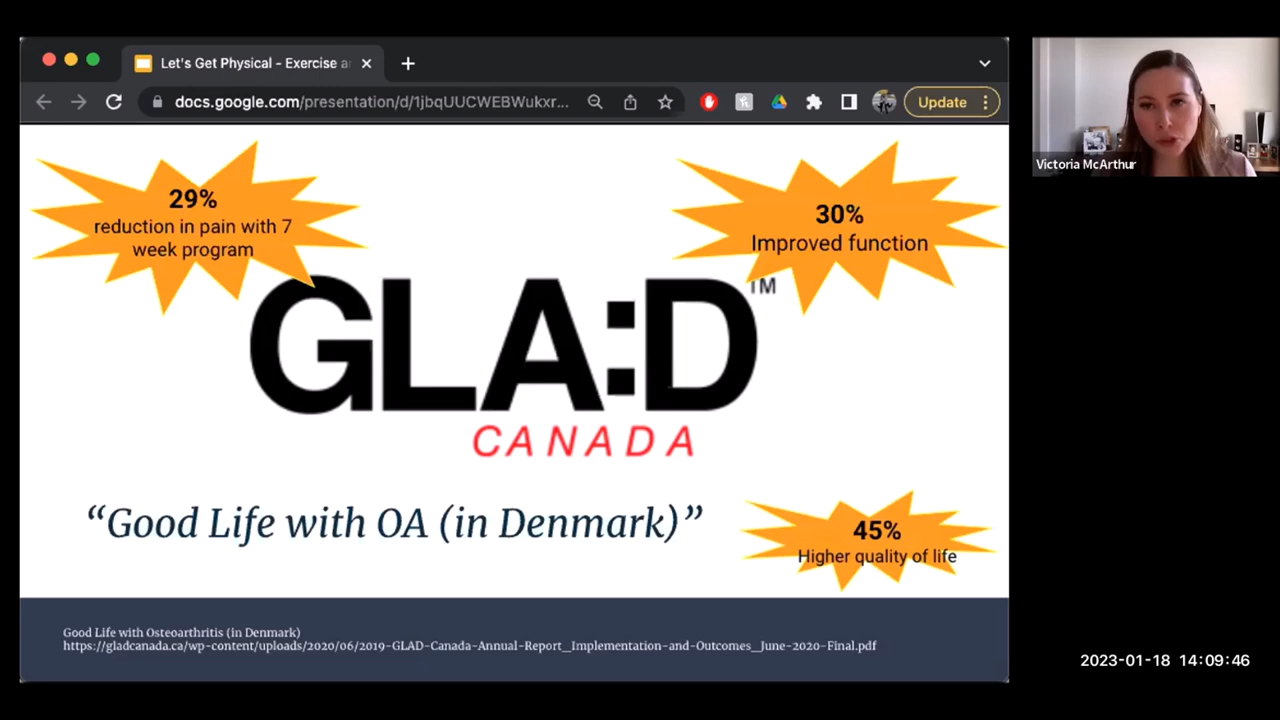 Let's Get Physical - Exercise a
docs.google.com/presentation/d/1jbqUUCWEBWukxr...
Update
Victoria McArthur
29%
reduction in pain with 7
week program
30%
Improved function
GLA:D
TM
CANADA
“Good Life with OA (in Denmark)”
45%
Higher quality of life
Good Life with Osteoarthritis (in Denmark)
https://gladcanada.ca/wp-content/uploads/2020/06/2019-GLAD-Canada-Annual-Report_Implementation-and-Outcomes_June-2020-Final.pdf
2023-01-18 14:09:46